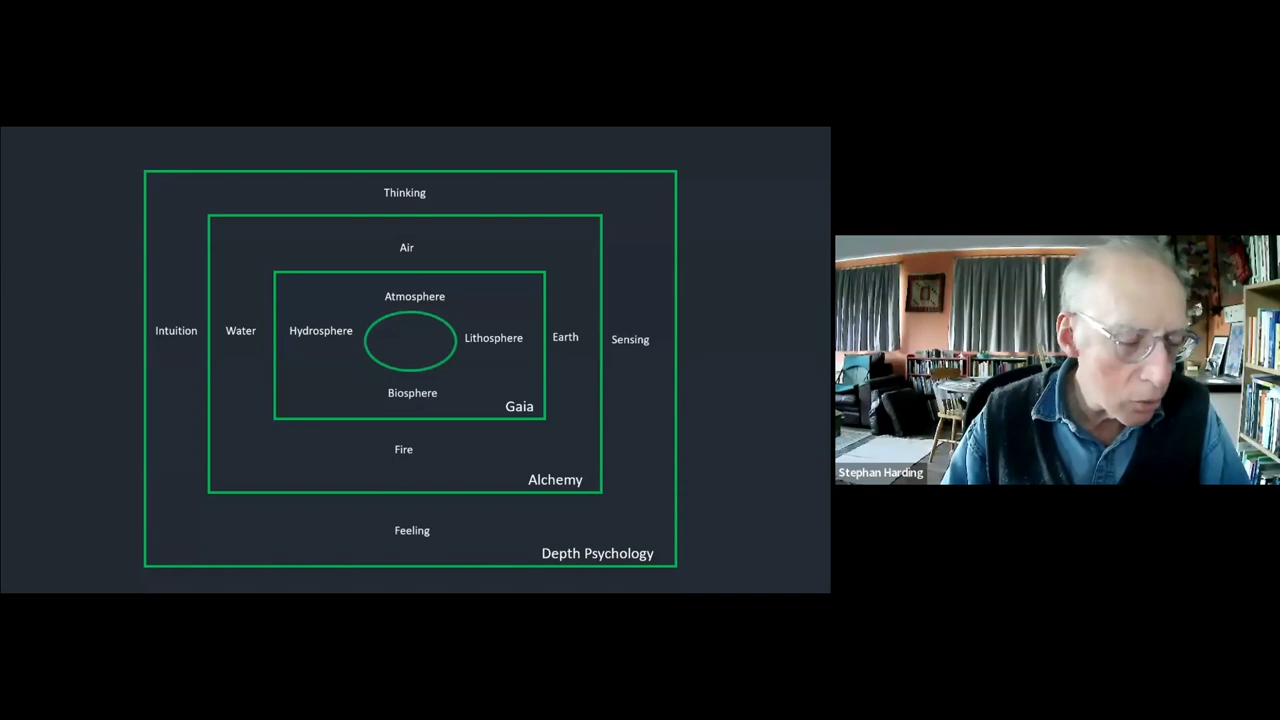 Thinking
Air
Atmosphere
Intuition
Water
Hydrosphere
Lithosphere
Earth
Sensing
Biosphere
Gaia
Fire
Alchemy
Feeling
Depth Psychology
Stephan Harding